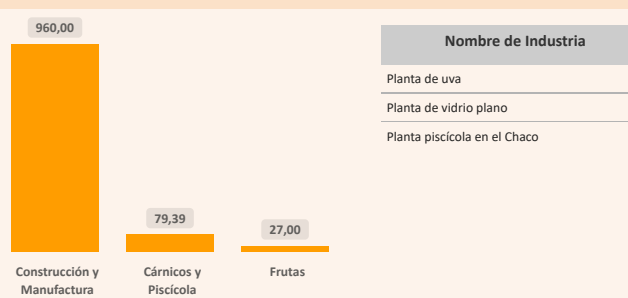 960,00
79,39
27,00
Construcción y
Manufactura
Cárnicos y
Piscícola
Frutas
Nombre de Industria
Planta de uva
Planta de vidrio plano
Planta piscícola en el Chaco